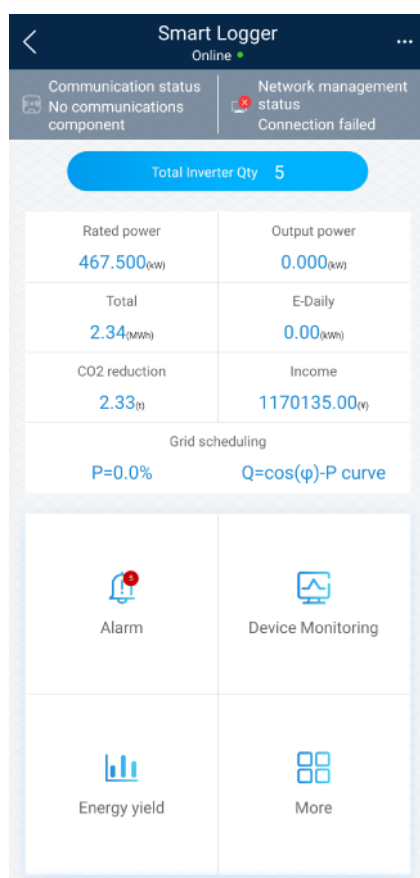 Smart Logger
Online
Communication status
No communications
component
Network management
status
Connection failed
Total Inverter Qty 5
Rated power
Output power
467.500(kW)
0.000(kW)
Total
E-Daily
2.34(MWh)
0.00(kWh)
CO2 reduction
Income
2.33(t)
1170135.00(¥)
Grid scheduling
P=0.0%
Q=cos(φ)-P curve
5
Alarm
Device Monitoring
Energy yield
More